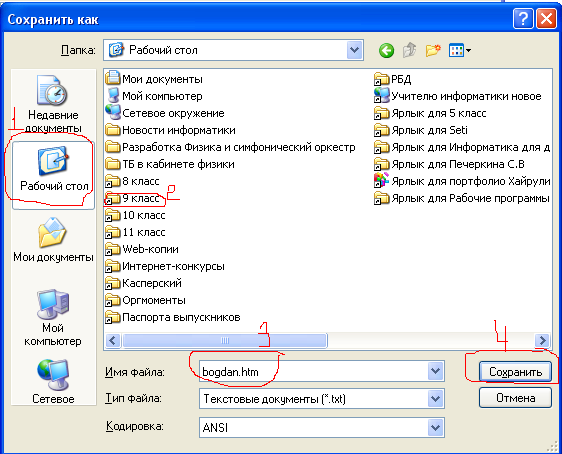 Сохранить как
Папка: Рабочий стол
1
Недавние документы
Рабочий стол
Мои документы
Мой компьютер
Сетевое
Мои документы
Мой компьютер
Сетевое окружение
Новости информатики
Разработка Физика и симфонический оркестр
ТБ в кабинете физики
8 класс
9 класс 2
10 класс
11 класс
Web-копии
Интернет-конкурсы
Касперский
Оргмоменты
Паспорта выпускников
РБД
Учителю информатики новое
Ярлык для 5 класс
Ярлык для Seti
Ярлык для Информатика для д
Ярлык для Печеркина С.В
Ярлык для портфолио Хайрули
Ярлык для Рабочие программы
3
4
Имя файла: bogdan.htm
Сохранить
Тип файла: Текстовые документы (*.txt)
Отмена
Кодировка: ANSI